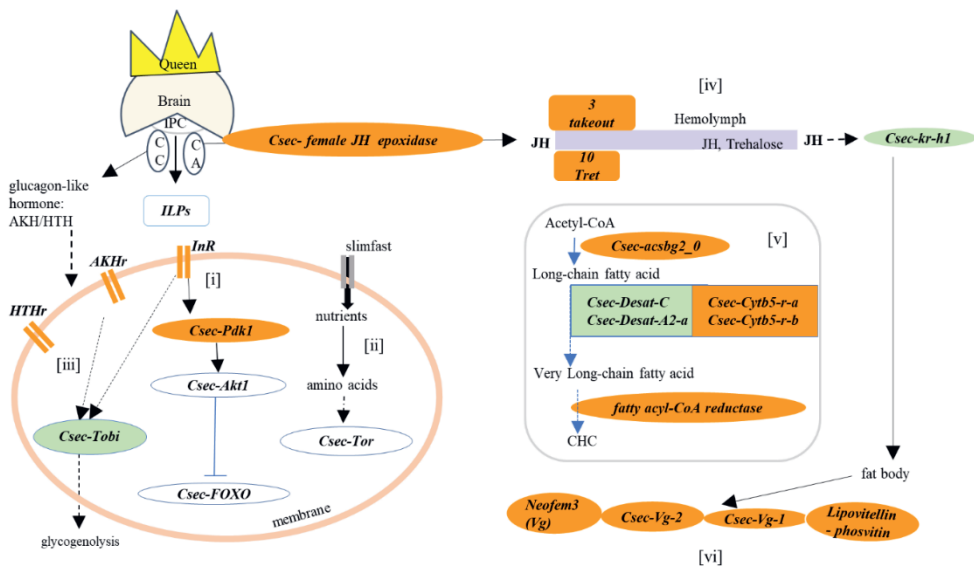 Queen
Brain
IPC
C
C
C
A
Csec- female JH epoxidase
glucagon-like
hormone:
AKH/HTH
ILPs
[iv]
3
takeout
Hemolymph
JH
JH, Trehalose
JH
10
Tret
Csec-kr-h1
InR
slimfast
AKHr
[i]
HTHr
nutrients
Csec-Pdk1
[ii]
[iii]
amino acids
Csec-Akt1
Csec-Tobi
Csec-Tor
Csec-FOXO
membrane
glycogenolysis
Acetyl-CoA
[v]
Csec-acsbg2_0
Long-chain fatty acid
Csec-Desat-C
Csec-Desat-A2-a
Csec-Cytb5-r-a
Csec-Cytb5-r-b
Very Long-chain fatty acid
fatty acyl-CoA reductase
CHC
fat body
Neofem3
(Vg)
Csec-Vg-2
Csec-Vg-1
Lipovitellin
- phosvitin
[vi]